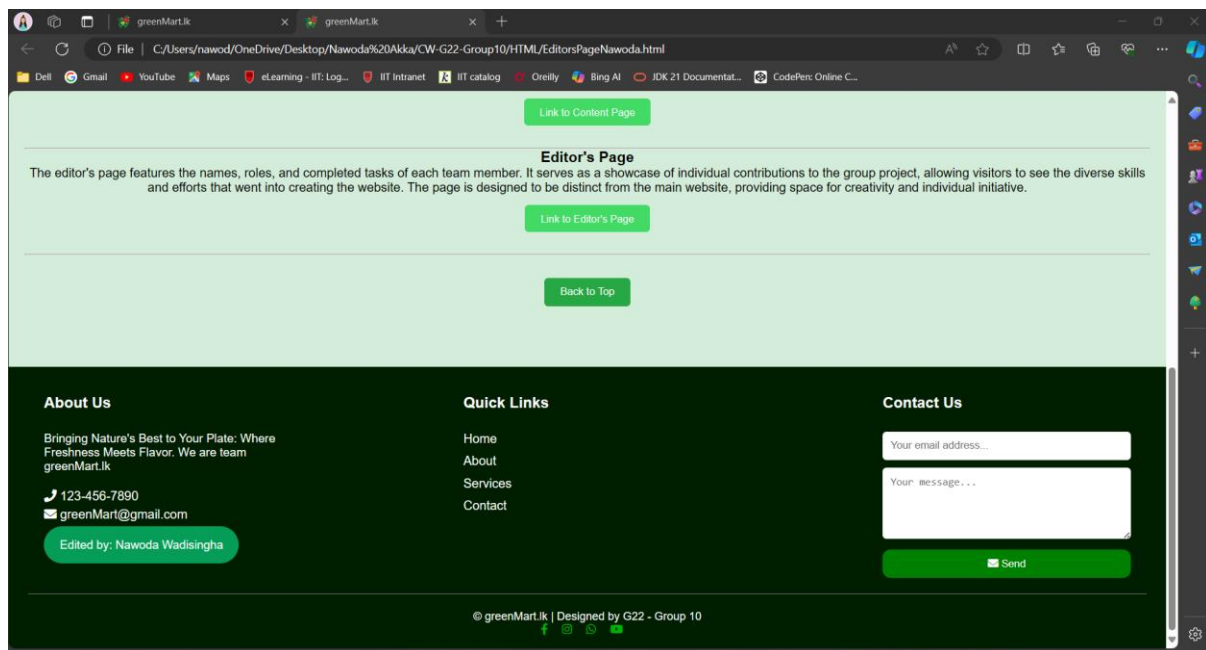 greenMart.lk
greenMart.lk
File | C:/Users/nawod/OneDrive/Desktop/Nawoda%20Akka/CW-G22-Group10/HTML/EditorsPageNawoda.html
Dell Gmail YouTube Maps eLearning - IIT: Log... IIT Intranet IIT catalog Oreilly Bing AI JDK 21 Documentat... CodePen: Online C...
Link to Content Page
Editor's Page
The editor's page features the names, roles, and completed tasks of each team member. It serves as a showcase of individual contributions to the group project, allowing visitors to see the diverse skills
and efforts that went into creating the website. The page is designed to be distinct from the main website, providing space for creativity and individual initiative.
Link to Editor's Page
Back to Top
About Us
Bringing Nature's Best to Your Plate: Where
Freshness Meets Flavor. We are team
greenMart.lk
123-456-7890
greenMart@gmail.com
Edited by: Nawoda Wadisingha
Quick Links
Home
About
Services
Contact
Contact Us
Your email address...
Your message...
Send
© greenMart.lk | Designed by G22 - Group 10